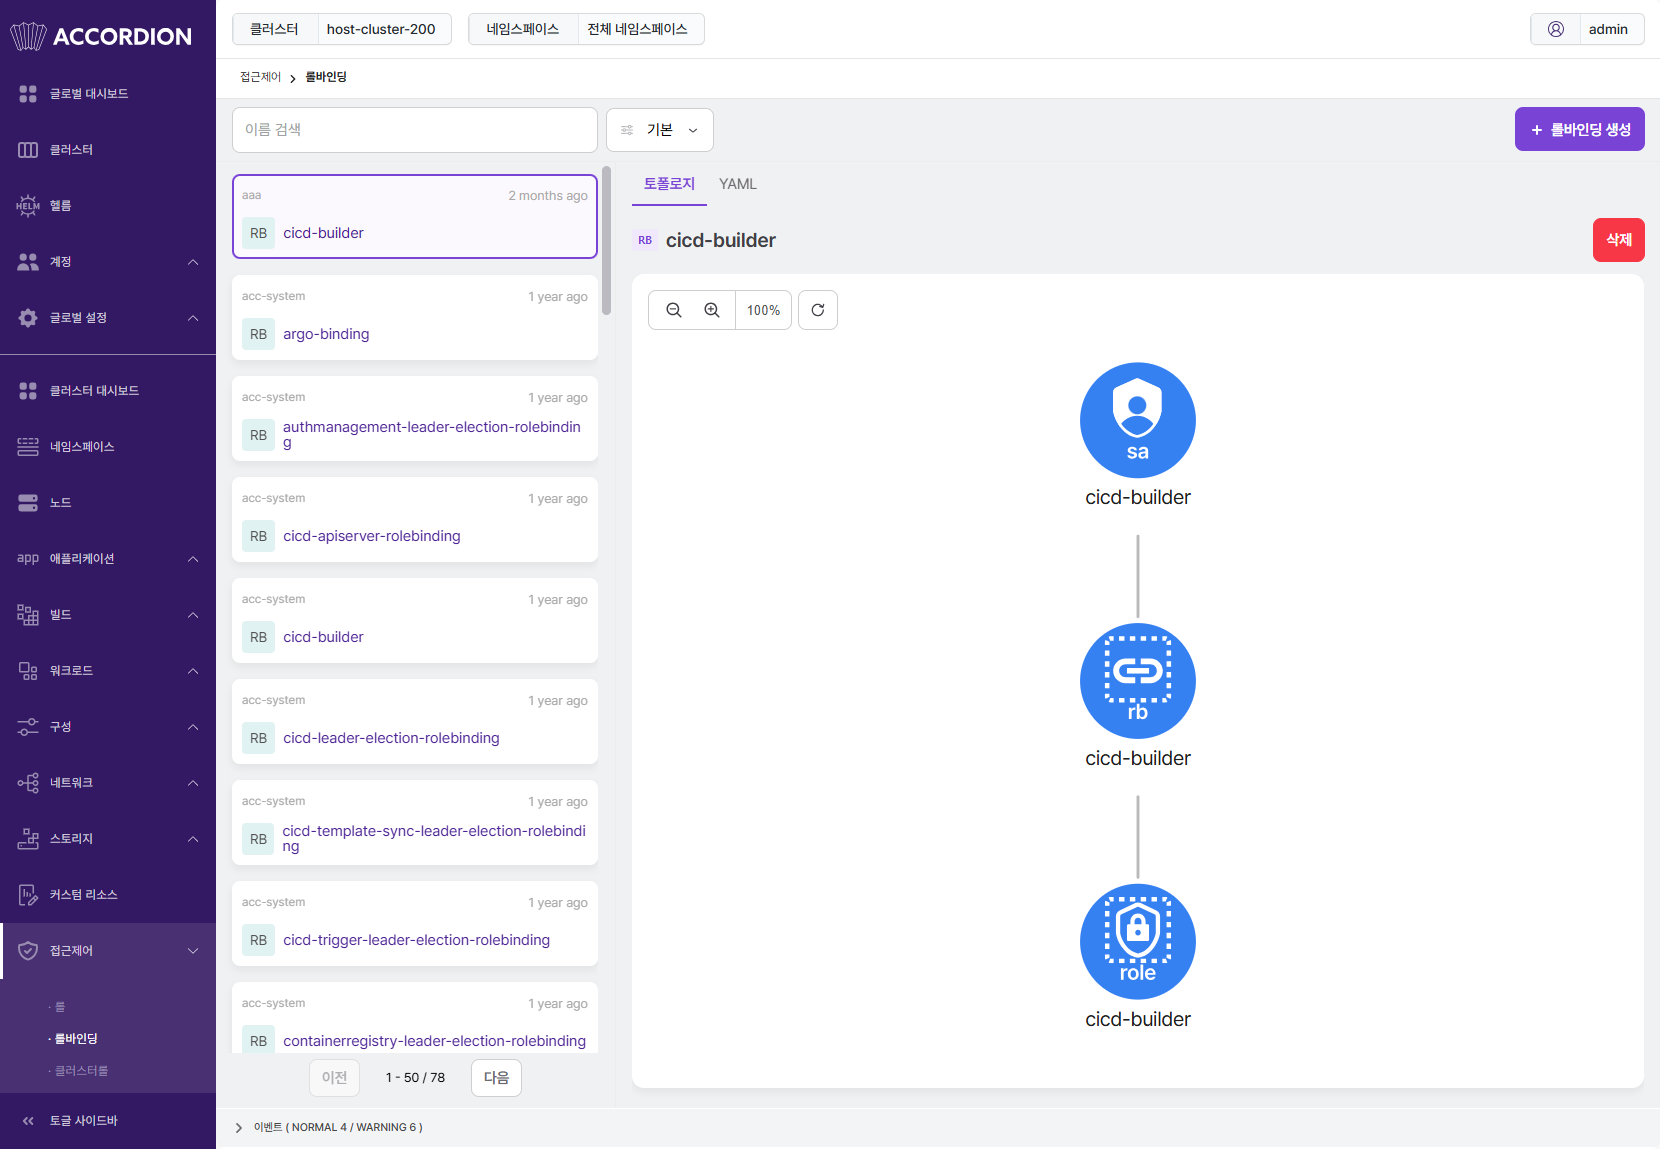 ACCORDION
글로벌 대시보드
클러스터
HELM
헬름
계정
글로벌 설정
클러스터 대시보드
네임스페이스
노드
app
애플리케이션
빌드
워크로드
구성
네트워크
스토리지
커스텀 리소스
접근제어
· 롤
· 롤바인딩
· 클러스터롤
토글 사이드바
클러스터 host-cluster-200
네임스페이스 전체 네임스페이스
admin
접근제어 롤바인딩
이름 검색
기본
+ 롤바인딩 생성
aaa 2 months ago
RB cicd-builder
acc-system 1 year ago
RB argo-binding
acc-system 1 year ago
RB authmanagement-leader-election-rolebindin
g
acc-system 1 year ago
RB cicd-apiserver-rolebinding
acc-system 1 year ago
RB cicd-builder
acc-system 1 year ago
RB cicd-leader-election-rolebinding
acc-system 1 year ago
RB cicd-template-sync-leader-election-rolebindi
ng
acc-system 1 year ago
RB cicd-trigger-leader-election-rolebinding
acc-system 1 year ago
RB containerregistry-leader-election-rolebinding
이전 1 - 50 / 78 다음
토폴로지 YAML
RB cicd-builder
삭제
100%
sa
cicd-builder
rb
cicd-builder
role
cicd-builder
이벤트 ( NORMAL 4 / WARNING 6 )